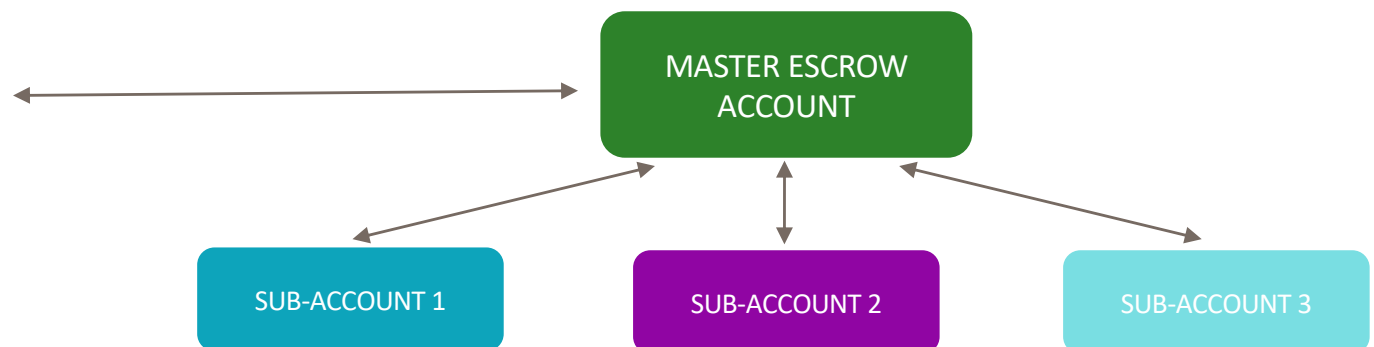 MASTER ESCROW
ACCOUNT
SUB-ACCOUNT 1
SUB-ACCOUNT 2
SUB-ACCOUNT 3